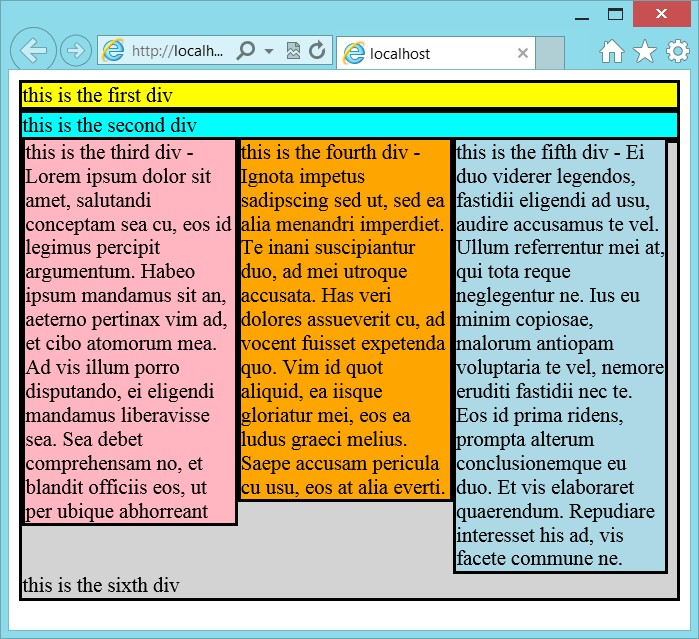 http://localh...
localhost
this is the first div
this is the second div
this is the third div -
Lorem ipsum dolor sit
amet, salutandi
conceptam sea cu, eos id
legimus percipit
argumentum. Habeo
ipsum mandamus sit an,
aeterno pertinax vim ad,
et cibo atomorum mea.
Ad vis illum porro
disputando, ei eligendi
mandamus liberavisse
sea. Sea debet
comprehensam no, et
blandit officiis eos, ut
per ubique abhorreant
this is the fourth div -
Ignota impetus
sadipscing sed ut, sed ea
alia menandri imperdiet.
Te inani suscipiantur
duo, ad mei utroque
accusata. Has veri
dolores assueverit cu, ad
vocent fuisset expetenda
quo. Vim id quot
aliquid, ea iisque
gloriatur mei, eos ea
ludus graeci melius.
Saepe accusam pericula
cu usu, eos at alia everti.
this is the fifth div - Ei
duo viderer legendos,
fastidii eligendi ad usu,
audire accusamus te vel.
Ullum referrentur mei at,
qui tota reque
neglegentur ne. Ius eu
minim copiosae,
malorum antiopam
voluptaria te vel, nemore
eruditi fastidii nec te.
Eos id prima ridens,
prompta alterum
conclusionemque eu
duo. Et vis elaboraret
quaerendum. Repudiare
interesset his ad, vis
facete commune ne.
this is the sixth div